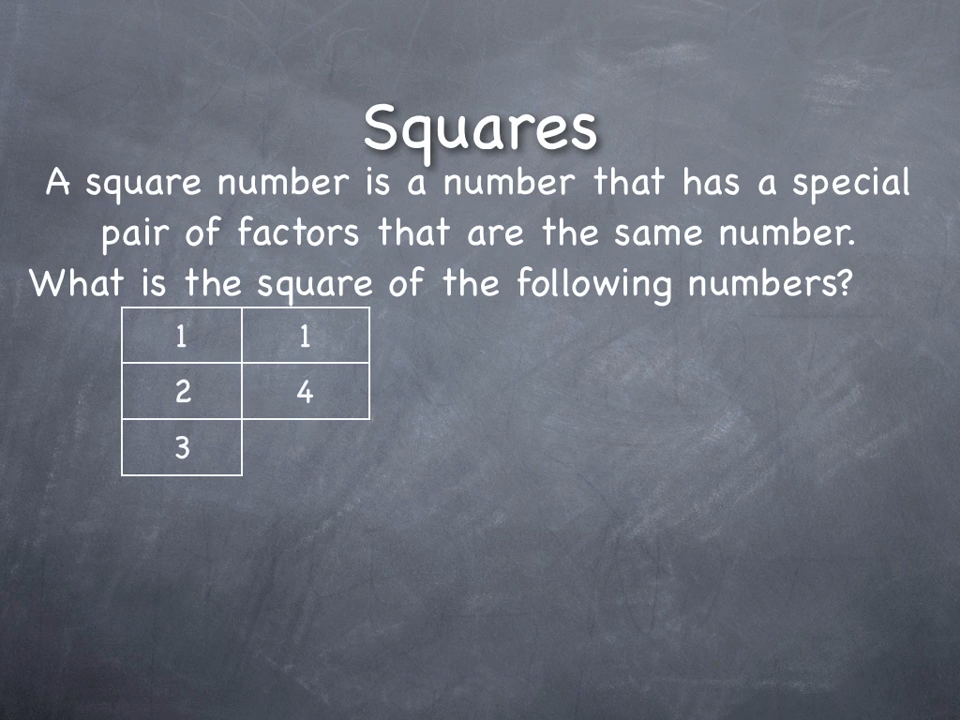 Squares
A square number is a number that has a special
pair of factors that are the same number.
What is the square of the following numbers?
1 1
2 4
3